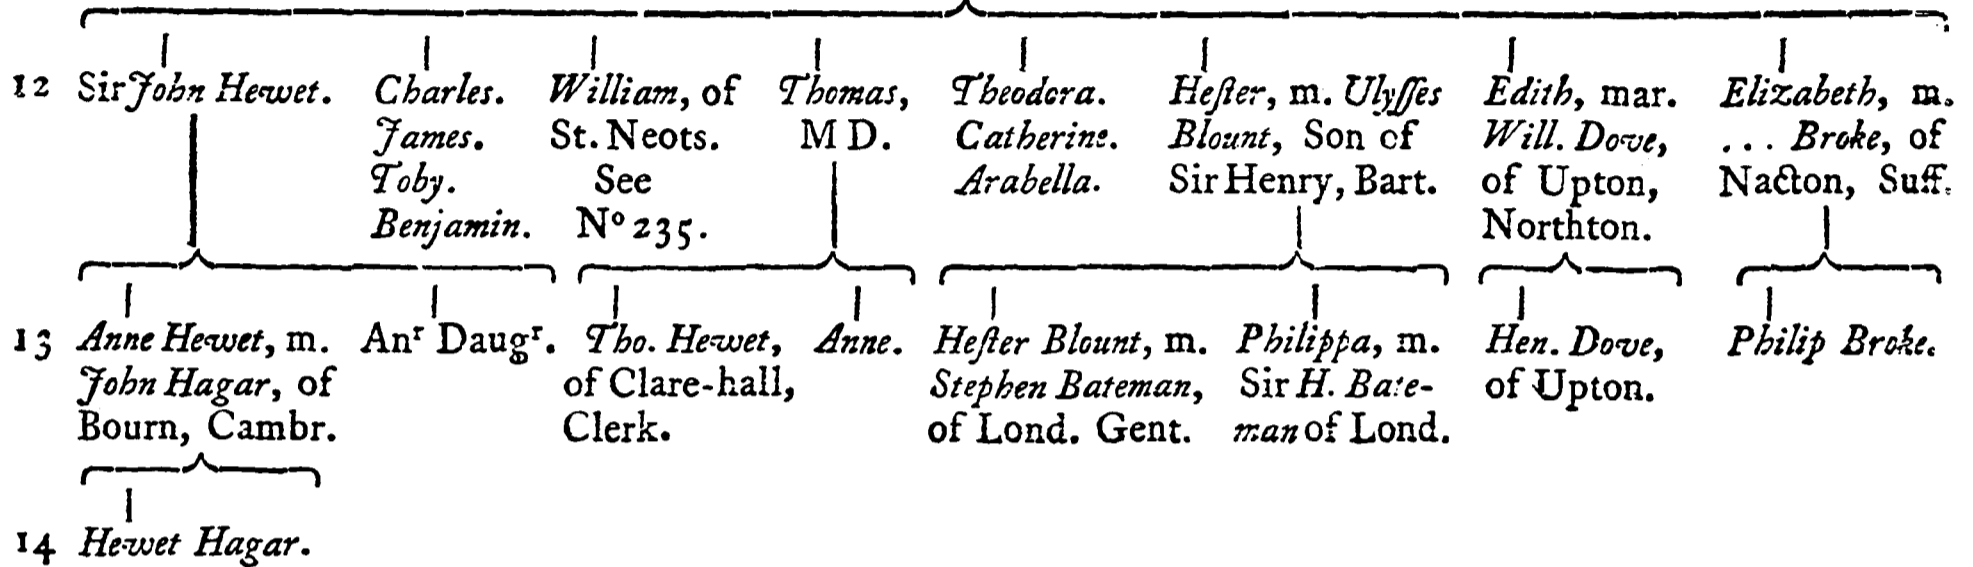 12 Sir John Hewet.
Charles.
James.
Toby.
Benjamin.
William, of
St. Neots.
See
Nº 235.
Thomas,
M D.
Theodora.
Catherine.
Arabella.
Heſter, m. Ulyſſes
Blount, Son of
Sir Henry, Bart.
Edith, mar.
Will. Dove,
of Upton,
Northton.
Elizabeth, m.
... Broke, of
Nacton, Suff.
13 Anne Hewet, m.
John Hagar, of
Bourn, Cambr.
Anʳ Daugʳ.
Tho. Hewet,
of Clare-hall,
Clerk.
Anne.
Heſter Blount, m.
Stephen Bateman,
of Lond. Gent.
Philippa, m.
Sir H. Bate-
man of Lond.
Hen. Dove,
of Upton.
Philip Broke.
14 Hewet Hagar.